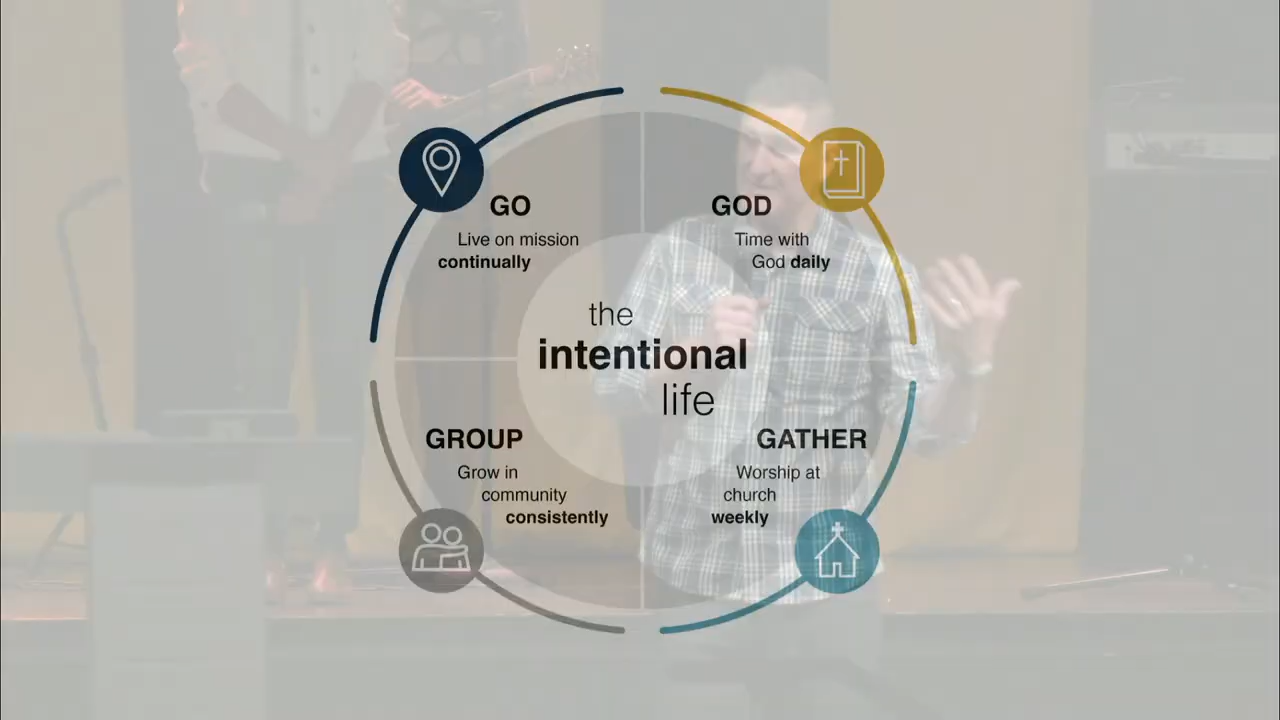 GO
Live on mission
continually
GOD
Time with
God daily
the
intentional
life
GROUP
Grow in
community
consistently
GATHER
Worship at
church
weekly